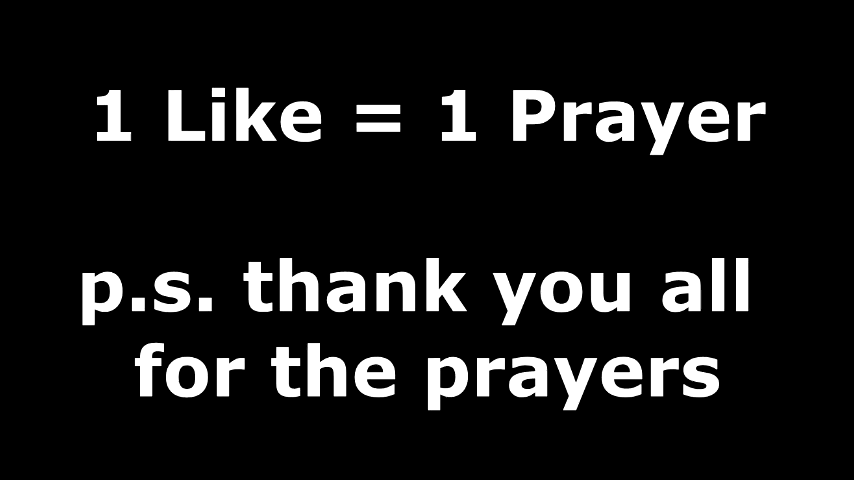 1 Like = 1 Prayer
p.s. thank you all
for the prayers